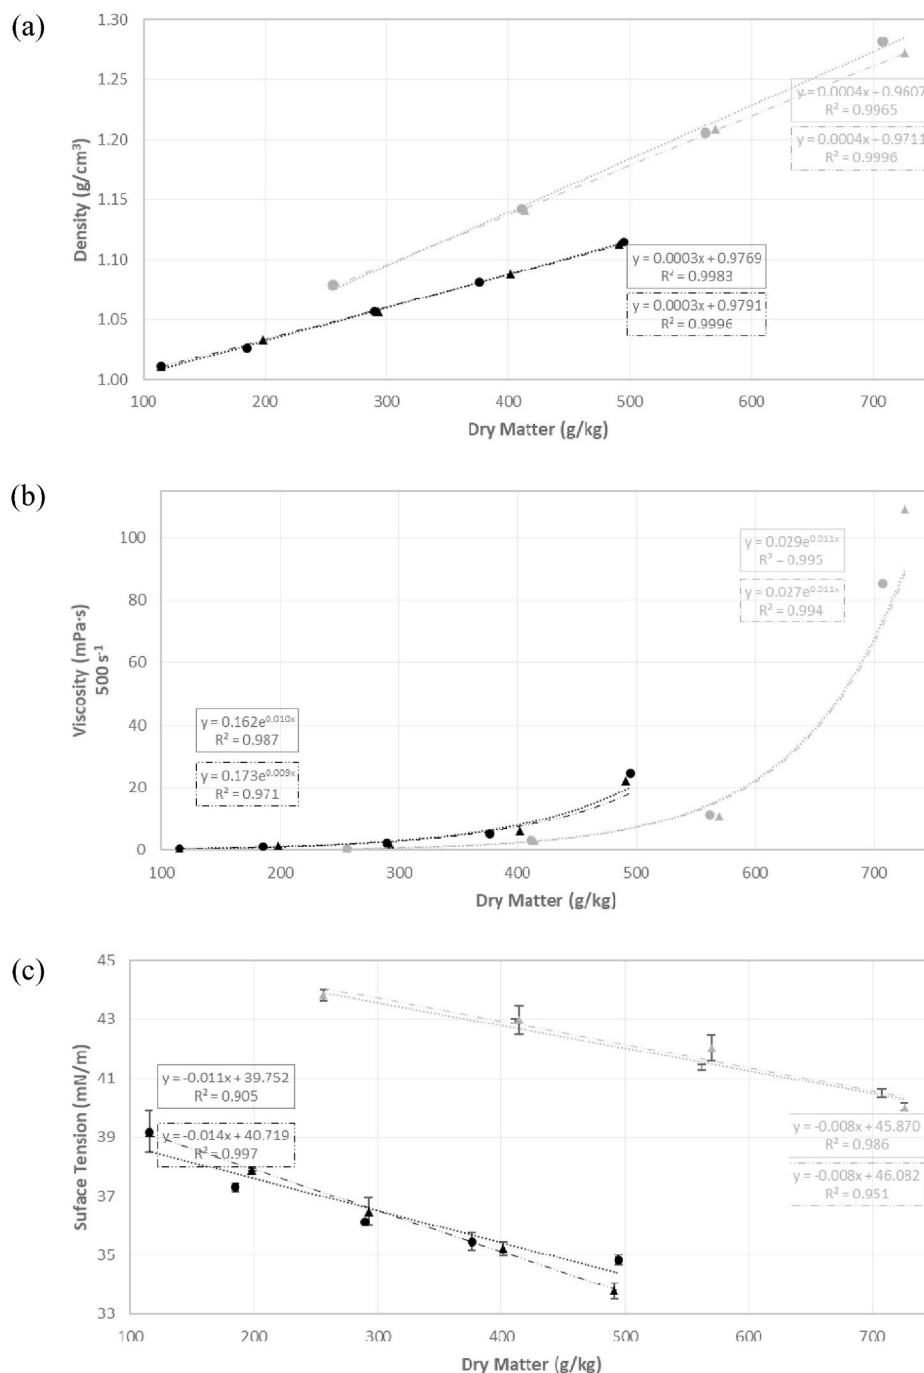 (a)
1.30
1.25
1.20
1.15
1.10
1.05
1.00
Density (g/cm³)
y = 0.0004x + 0.9607
R² = 0.9965
y = 0.0004x + 0.9711
R² = 0.9996
y = 0.0003x + 0.9769
R² = 0.9983
y = 0.0003x + 0.9791
R² = 0.9996
100 200 300 400 500 600 700
Dry Matter (g/kg)
(b)
100
80
60
40
20
0
Viscosity (mPa·s)
500 s⁻¹
y = 0.029e⁰·⁰¹¹ˣ
R² = 0.995
y = 0.027e⁰·⁰¹¹ˣ
R² = 0.994
y = 0.162e⁰·⁰¹⁰ˣ
R² = 0.987
y = 0.173e⁰·⁰⁰⁹ˣ
R² = 0.971
100 200 300 400 500 600 700
Dry Matter (g/kg)
(c)
45
43
41
39
37
35
33
Suface Tension (mN/m)
y = -0.011x + 39.752
R² = 0.905
y = -0.014x + 40.719
R² = 0.997
y = -0.008x + 45.870
R² = 0.986
y = -0.008x + 46.032
R² = 0.951
100 200 300 400 500 600 700
Dry Matter (g/kg)